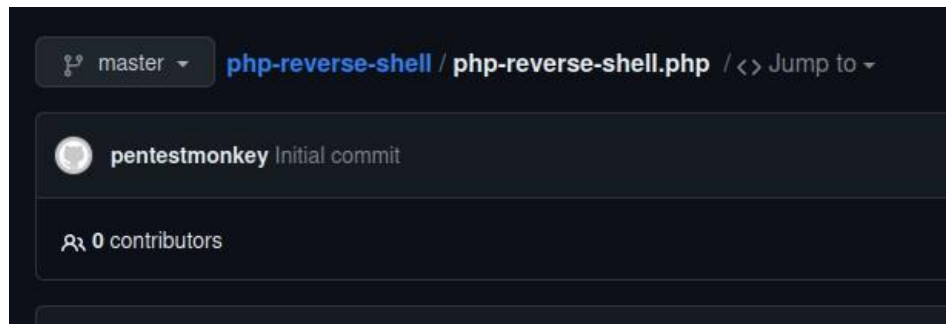 master php-reverse-shell / php-reverse-shell.php / <> Jump to
pentestmonkey Initial commit
0 contributors